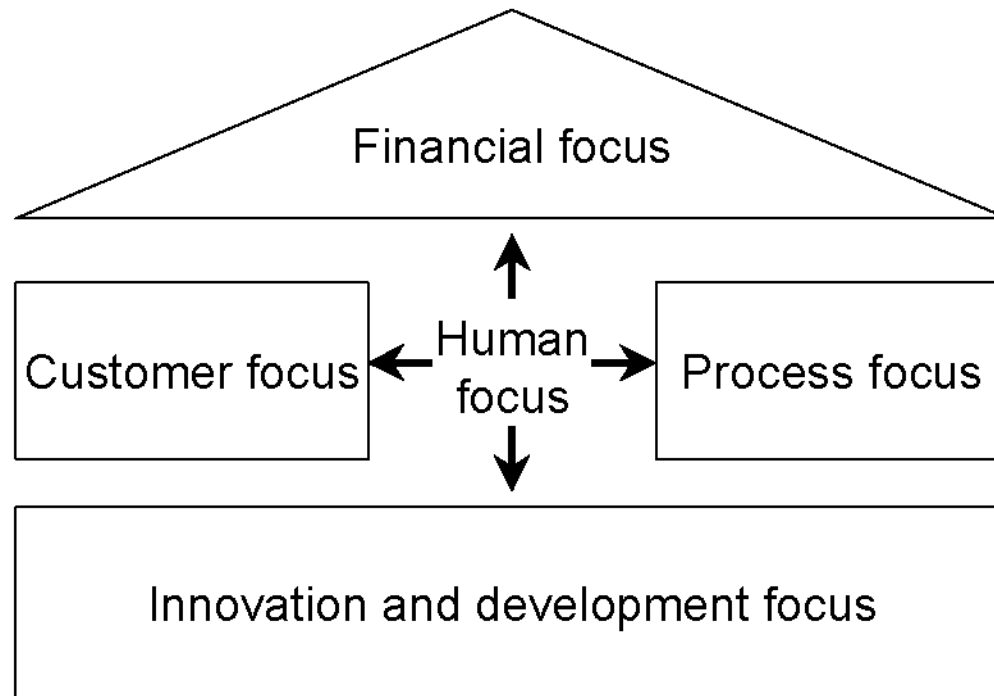 Financial focus
Customer focus
Human
focus
Process focus
Innovation and development focus